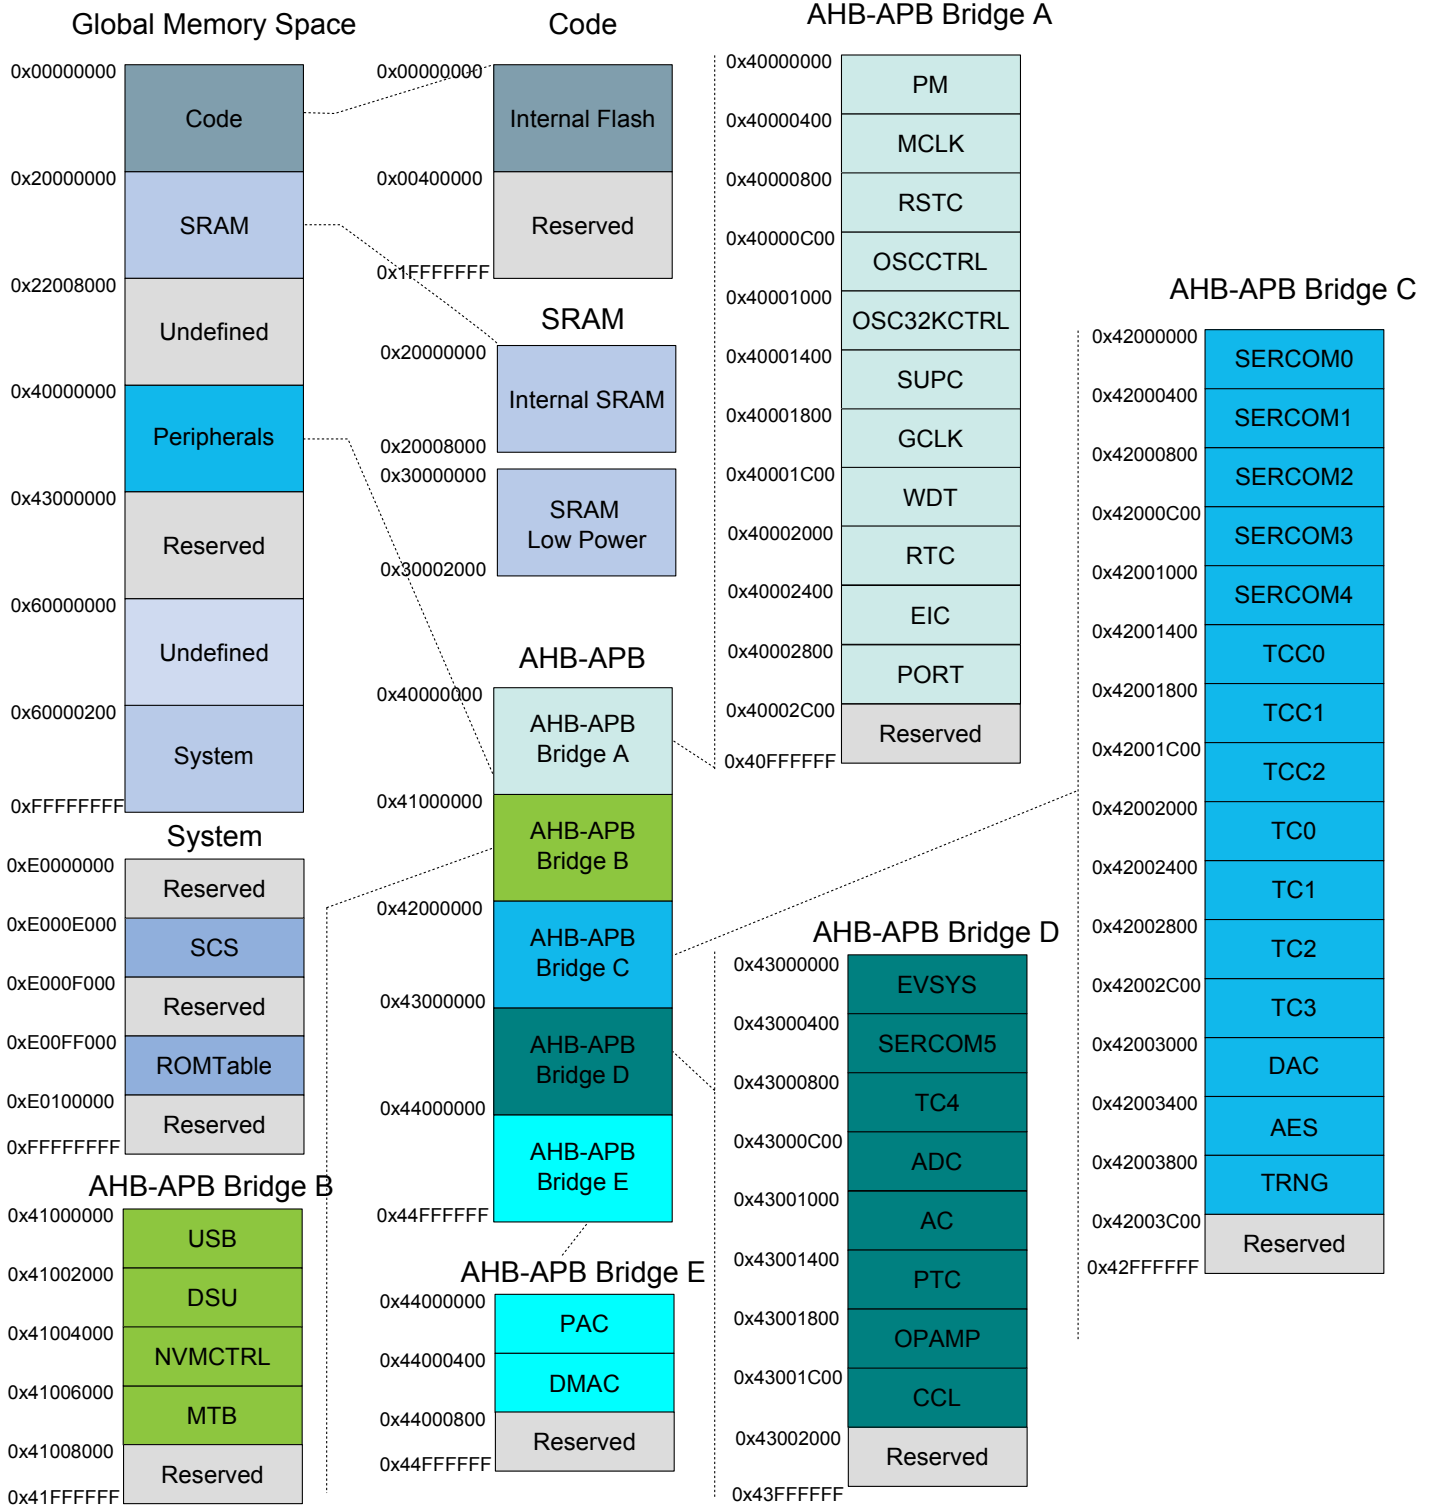 Global Memory Space
0x00000000
Code
0x20000000
SRAM
0x22008000
Undefined
0x40000000
Peripherals
0x43000000
Reserved
0x60000000
Undefined
0x60000200
System
0xFFFFFFFF
System
0xE0000000
Reserved
0xE000E000
SCS
0xE000F000
Reserved
0xE00FF000
ROMTable
0xE0100000
Reserved
0xFFFFFFFF
AHB-APB Bridge B
0x41000000
USB
0x41002000
DSU
0x41004000
NVMCTRL
0x41006000
MTB
0x41008000
Reserved
0x41FFFFFF
Code
0x00000000
Internal Flash
0x00400000
Reserved
0x1FFFFFFF
SRAM
0x20000000
Internal SRAM
0x20008000
0x30000000
SRAM
Low Power
0x30002000
AHB-APB
0x40000000
AHB-APB
Bridge A
0x41000000
AHB-APB
Bridge B
0x42000000
AHB-APB
Bridge C
0x43000000
AHB-APB
Bridge D
0x44000000
AHB-APB
Bridge E
0x44FFFFFF
AHB-APB Bridge E
0x44000000
PAC
0x44000400
DMAC
0x44000800
Reserved
0x44FFFFFF
AHB-APB Bridge A
0x40000000
PM
0x40000400
MCLK
0x40000800
RSTC
0x40000C00
OSCCTRL
0x40001000
OSC32KCTRL
0x40001400
SUPC
0x40001800
GCLK
0x40001C00
WDT
0x40002000
RTC
0x40002400
EIC
0x40002800
PORT
0x40002C00
Reserved
0x40FFFFFF
AHB-APB Bridge D
0x43000000
EVSYS
0x43000400
SERCOM5
0x43000800
TC4
0x43000C00
ADC
0x43001000
AC
0x43001400
PTC
0x43001800
OPAMP
0x43001C00
CCL
0x43002000
Reserved
0x43FFFFFF
AHB-APB Bridge C
0x42000000
SERCOM0
0x42000400
SERCOM1
0x42000800
SERCOM2
0x42000C00
SERCOM3
0x42001000
SERCOM4
0x42001400
TCC0
0x42001800
TCC1
0x42001C00
TCC2
0x42002000
TC0
0x42002400
TC1
0x42002800
TC2
0x42002C00
TC3
0x42003000
DAC
0x42003400
AES
0x42003800
TRNG
0x42003C00
Reserved
0x42FFFFFF